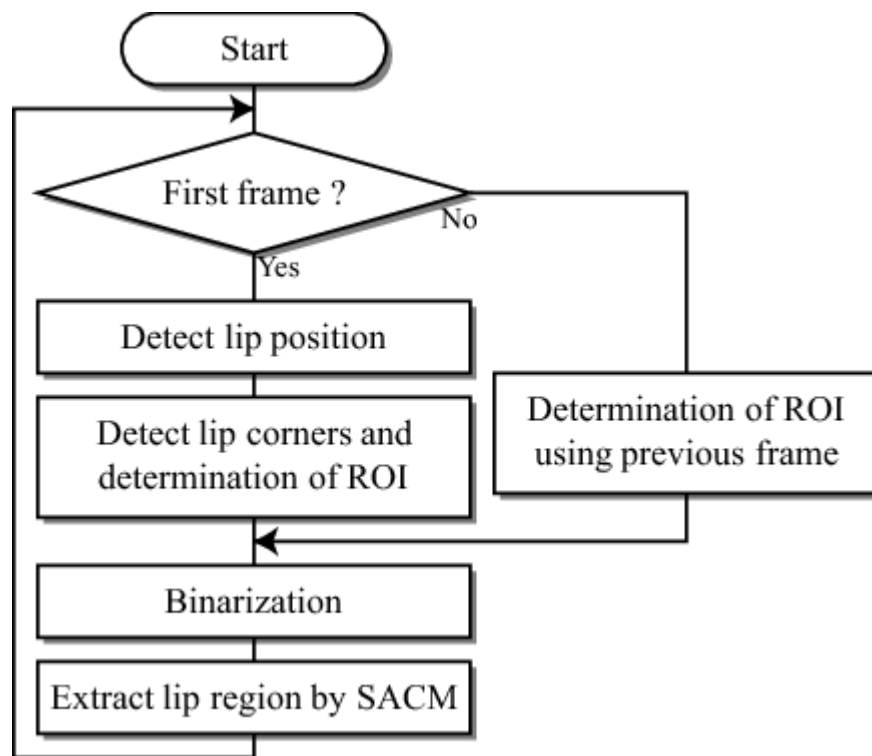 Start
First frame ?
No
Yes
Detect lip position
Detect lip corners and
determination of ROI
Determination of ROI
using previous frame
Binarization
Extract lip region by SACM